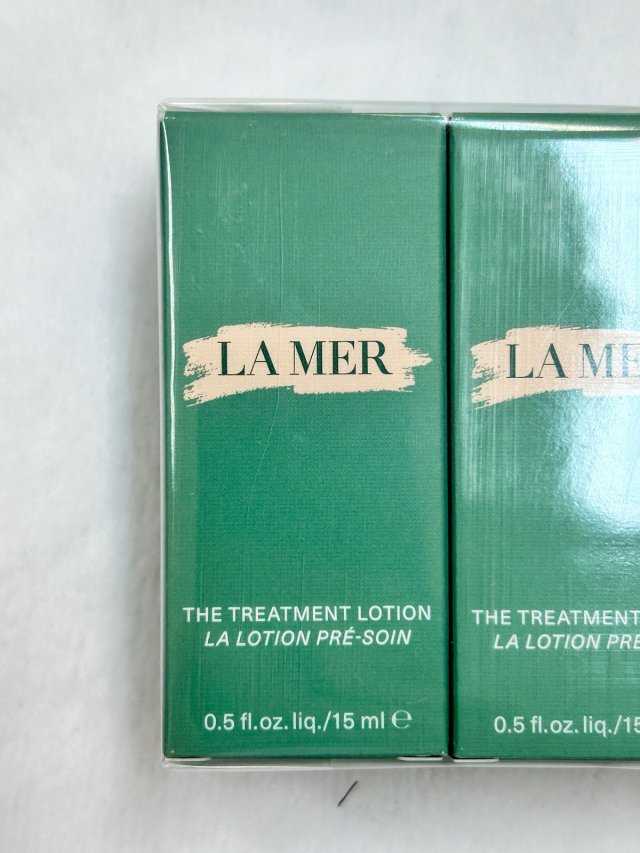 LA MER
THE TREATMENT LOTION
LA LOTION PRÉ-SOIN
0.5 fl.oz.liq./15 ml ℮
LA ME
THE TREATMENT
LA LOTION PRÉ
0.5 fl.oz.liq./15